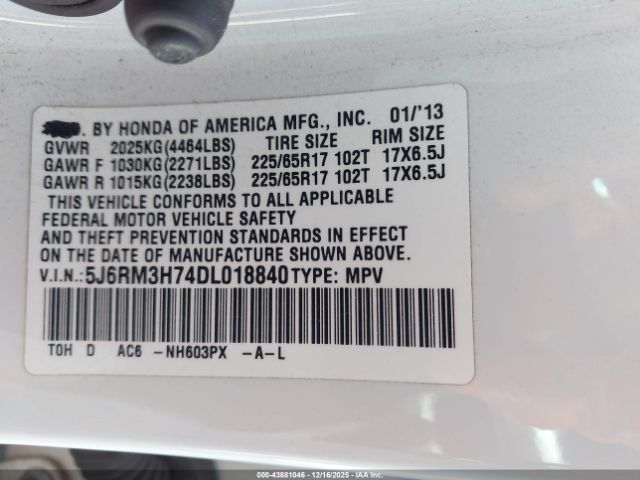 . BY HONDA OF AMERICA MFG., INC. 01/'13
GVWR 2025KG(4464LBS) TIRE SIZE RIM SIZE
GAWR F 1030KG(2271LBS) 225/65R17 102T 17X6.5J
GAWR R 1015KG(2238LBS) 225/65R17 102T 17X6.5J
THIS VEHICLE CONFORMS TO ALL APPLICABLE
FEDERAL MOTOR VEHICLE SAFETY
AND THEFT PREVENTION STANDARDS IN EFFECT
ON THE DATE OF MANUFACTURE SHOWN ABOVE.
V.I.N.: 5J6RM3H74DL018840 TYPE: MPV
TOH D AC6 -NH603PX -A-L
000-43881046 - 12/16/2025 - IAA